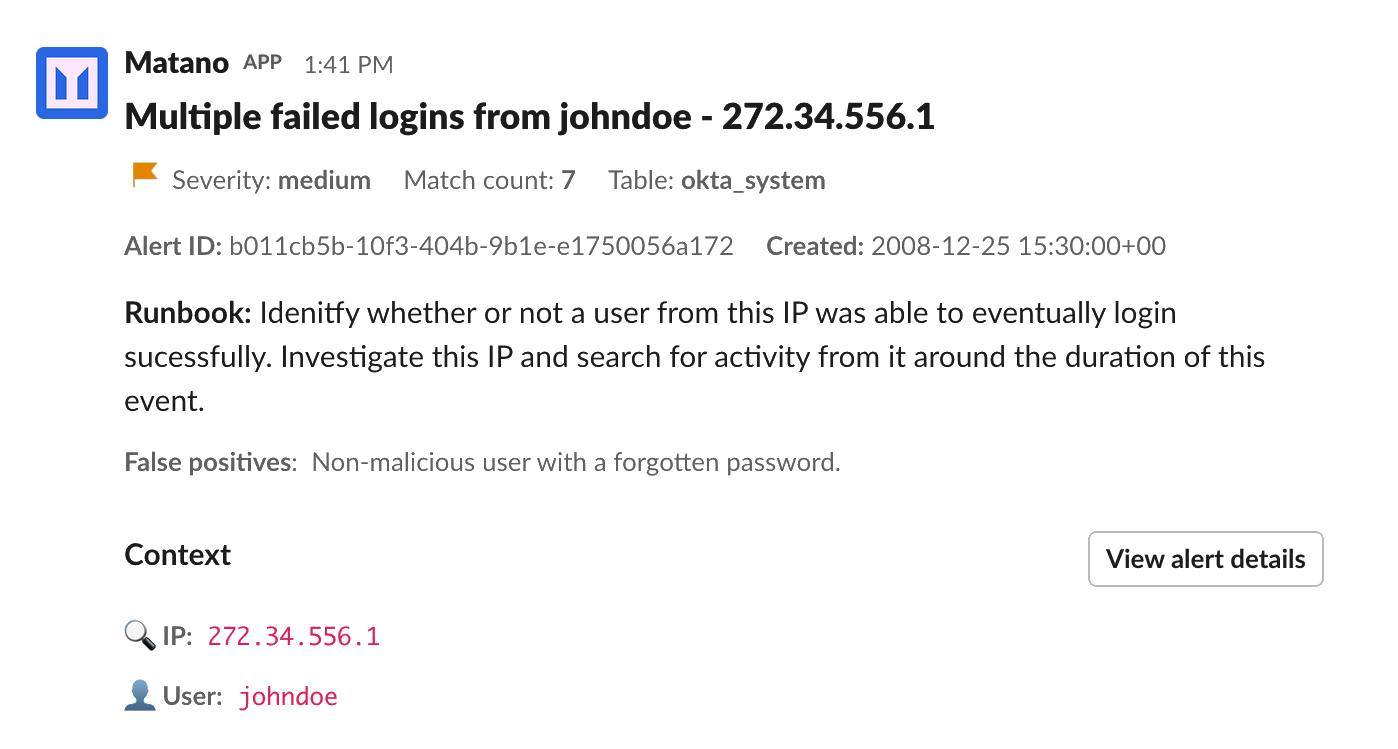 Matano APP 1:41 PM
Multiple failed logins from johndoe - 272.34.556.1
Severity: medium Match count: 7 Table: okta_system
Alert ID: b011cb5b-10f3-404b-9b1e-e1750056a172 Created: 2008-12-25 15:30:00+00
Runbook: Idenitfy whether or not a user from this IP was able to eventually login
sucessfully. Investigate this IP and search for activity from it around the duration of this
event.
False positives: Non-malicious user with a forgotten password.
Context
View alert details
IP: 272.34.556.1
User: johndoe